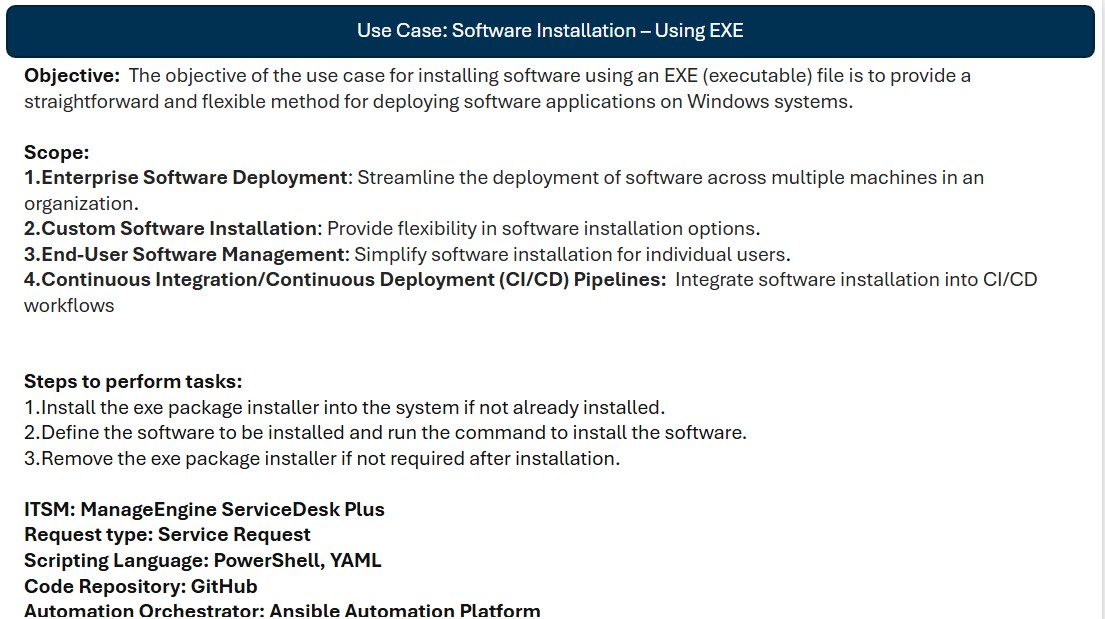 Use Case: Software Installation – Using EXE
Objective:  The objective of the use case for installing software using an EXE (executable) file is to provide a
straightforward and flexible method for deploying software applications on Windows systems.
Scope:
1.Enterprise Software Deployment: Streamline the deployment of software across multiple machines in an
organization.
2.Custom Software Installation: Provide flexibility in software installation options.
3.End-User Software Management: Simplify software installation for individual users.
4.Continuous Integration/Continuous Deployment (CI/CD) Pipelines:  Integrate software installation into CI/CD
workflows
Steps to perform tasks:
1.Install the exe package installer into the system if not already installed.
2.Define the software to be installed and run the command to install the software.
3.Remove the exe package installer if not required after installation.
ITSM: ManageEngine ServiceDesk Plus
Request type: Service Request
Scripting Language: PowerShell, YAML
Code Repository: GitHub
Automation Orchestrator: Ansible Automation Platform